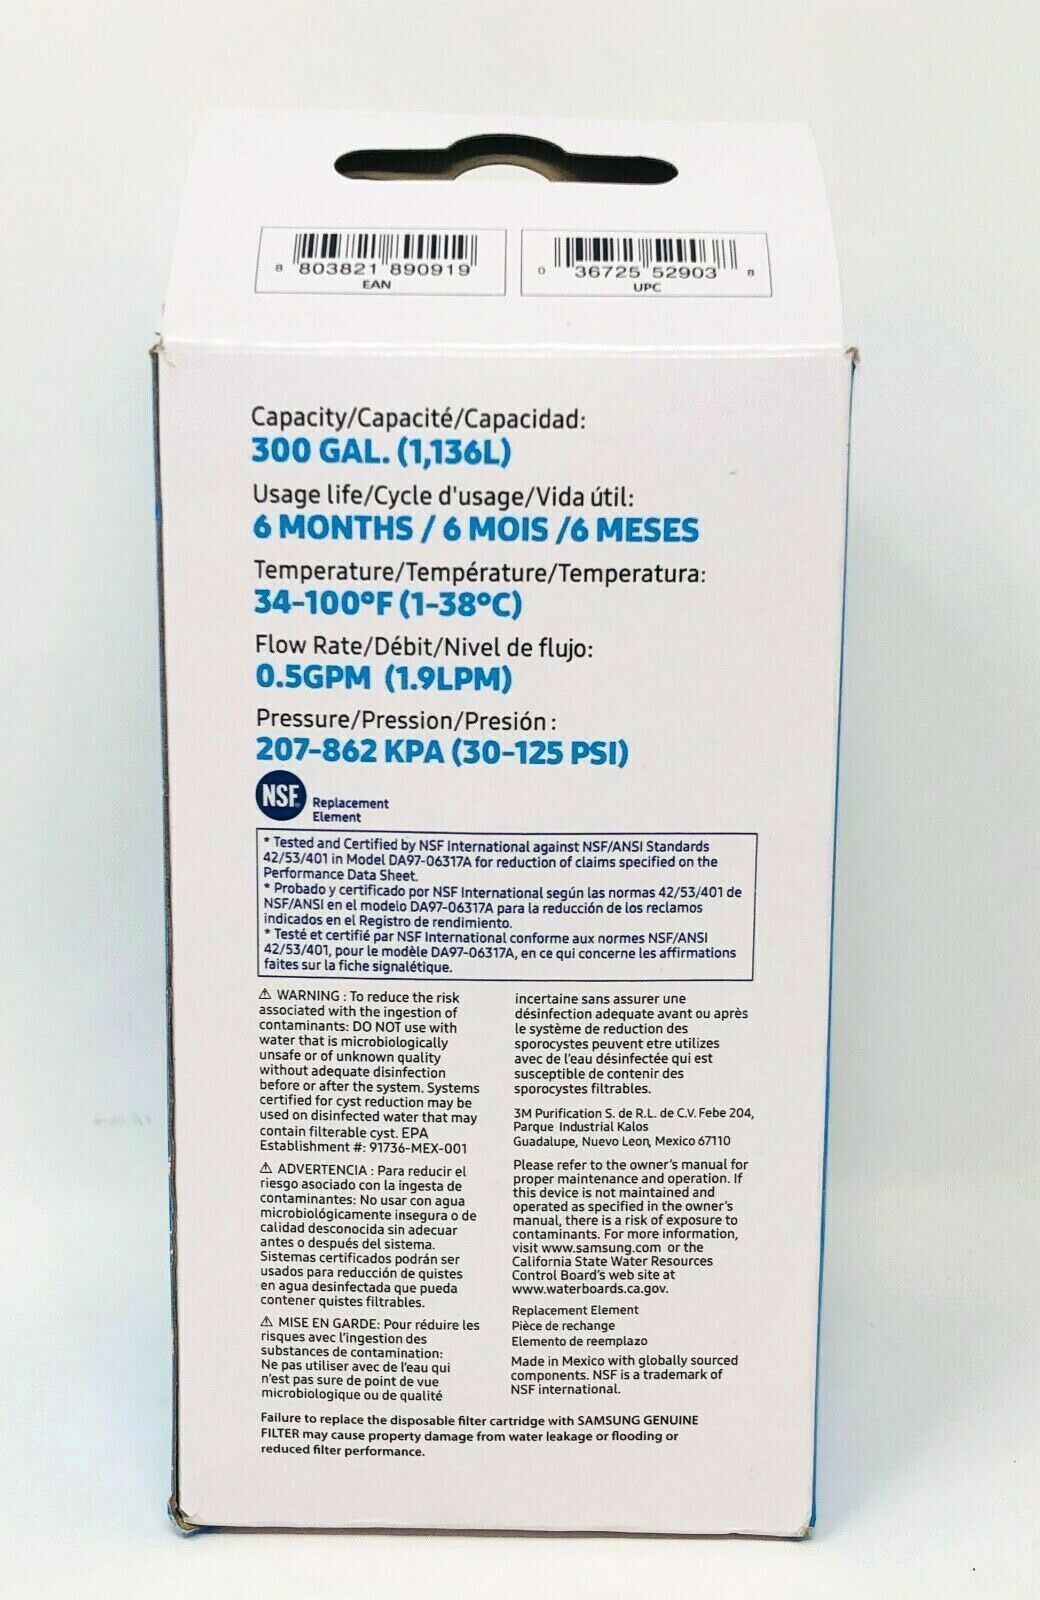 8 803821 890919
EAN
0 36725 52903 8
UPC
Capacity/Capacité/Capacidad:
300 GAL. (1,136L)
Usage life/Cycle d'usage/Vida útil:
6 MONTHS / 6 MOIS /6 MESES
Temperature/Température/Temperatura:
34-100ºF (1-38ºC)
Flow Rate/Débit/Nivel de flujo:
0.5GPM (1.9LPM)
Pressure/Pression/Presión :
207-862 KPA (30-125 PSI)
NSF®
Replacement
Element
* Tested and Certified by NSF International against NSF/ANSI Standards
42/53/401 in Model DA97-06317A for reduction of claims specified on the
Performance Data Sheet.
* Probado y certificado por NSF International según las normas 42/53/401 de
NSF/ANSI en el modelo DA97-06317A para la reducción de los reclamos
indicados en el Registro de rendimiento.
* Testé et certifié par NSF International conforme aux normes NSF/ANSI
42/53/401, pour le modèle DA97-06317A, en ce qui concerne les affirmations
faites sur la fiche signalétique.
⚠ WARNING : To reduce the risk
associated with the ingestion of
contaminants: DO NOT use with
water that is microbiologically
unsafe or of unknown quality
without adequate disinfection
before or after the system. Systems
certified for cyst reduction may be
used on disinfected water that may
contain filterable cyst. EPA
Establishment #: 91736-MEX-001
⚠ ADVERTENCIA : Para reducir el
riesgo asociado con la ingesta de
contaminantes: No usar con agua
microbiológicamente insegura o de
calidad desconocida sin adecuar
antes o después del sistema.
Sistemas certificados podrán ser
usados para reducción de quistes
en agua desinfectada que pueda
contener quistes filtrables.
⚠ MISE EN GARDE: Pour réduire les
risques avec l'ingestion des
substances de contamination:
Ne pas utiliser avec de l'eau qui
n'est pas sure de point de vue
microbiologique ou de qualité
incertaine sans assurer une
désinfection adequate avant ou après
le système de reduction des
sporocystes peuvent etre utilizes
avec de l'eau désinfectée qui est
susceptible de contenir des
sporocystes filtrables.
3M Purification S. de R.L. de C.V. Febe 204,
Parque Industrial Kalos
Guadalupe, Nuevo Leon, Mexico 67110
Please refer to the owner's manual for
proper maintenance and operation. If
this device is not maintained and
operated as specified in the owner's
manual, there is a risk of exposure to
contaminants. For more information,
visit www.samsung.com or the
California State Water Resources
Control Board's web site at
www.waterboards.ca.gov.
Replacement Element
Pièce de rechange
Elemento de reemplazo
Made in Mexico with globally sourced
components. NSF is a trademark of
NSF international.
Failure to replace the disposable filter cartridge with SAMSUNG GENUINE
FILTER may cause property damage from water leakage or flooding or
reduced filter performance.